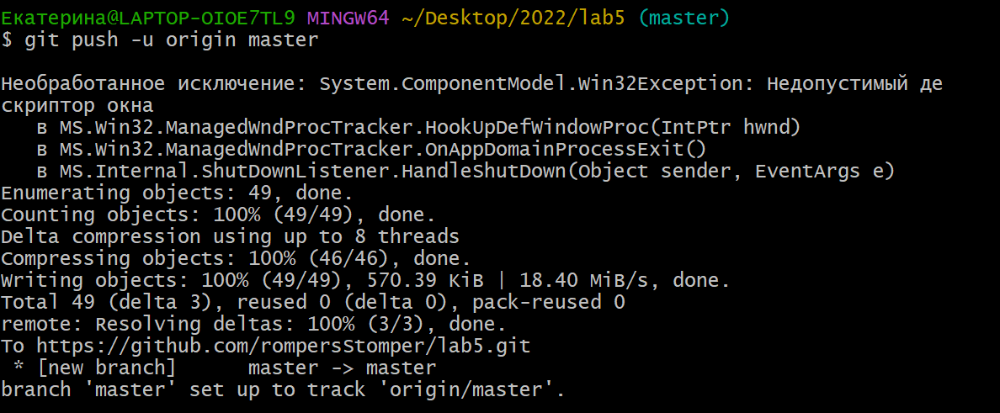 Екатерина@LAPTOP-OIOE7TL9 MINGW64 ~/Desktop/2022/lab5 (master)
$ git push -u origin master
Необработанное исключение: System.ComponentModel.Win32Exception: Недопустимый де
скриптор окна
   в MS.Win32.ManagedWndProcTracker.HookUpDefWindowProc(IntPtr hwnd)
   в MS.Win32.ManagedWndProcTracker.OnAppDomainProcessExit()
   в MS.Internal.ShutDownListener.HandleShutDown(Object sender, EventArgs e)
Enumerating objects: 49, done.
Counting objects: 100% (49/49), done.
Delta compression using up to 8 threads
Compressing objects: 100% (46/46), done.
Writing objects: 100% (49/49), 570.39 KiB | 18.40 MiB/s, done.
Total 49 (delta 3), reused 0 (delta 0), pack-reused 0
remote: Resolving deltas: 100% (3/3), done.
To https://github.com/rompersStomper/lab5.git
 * [new branch]      master -> master
branch 'master' set up to track 'origin/master'.